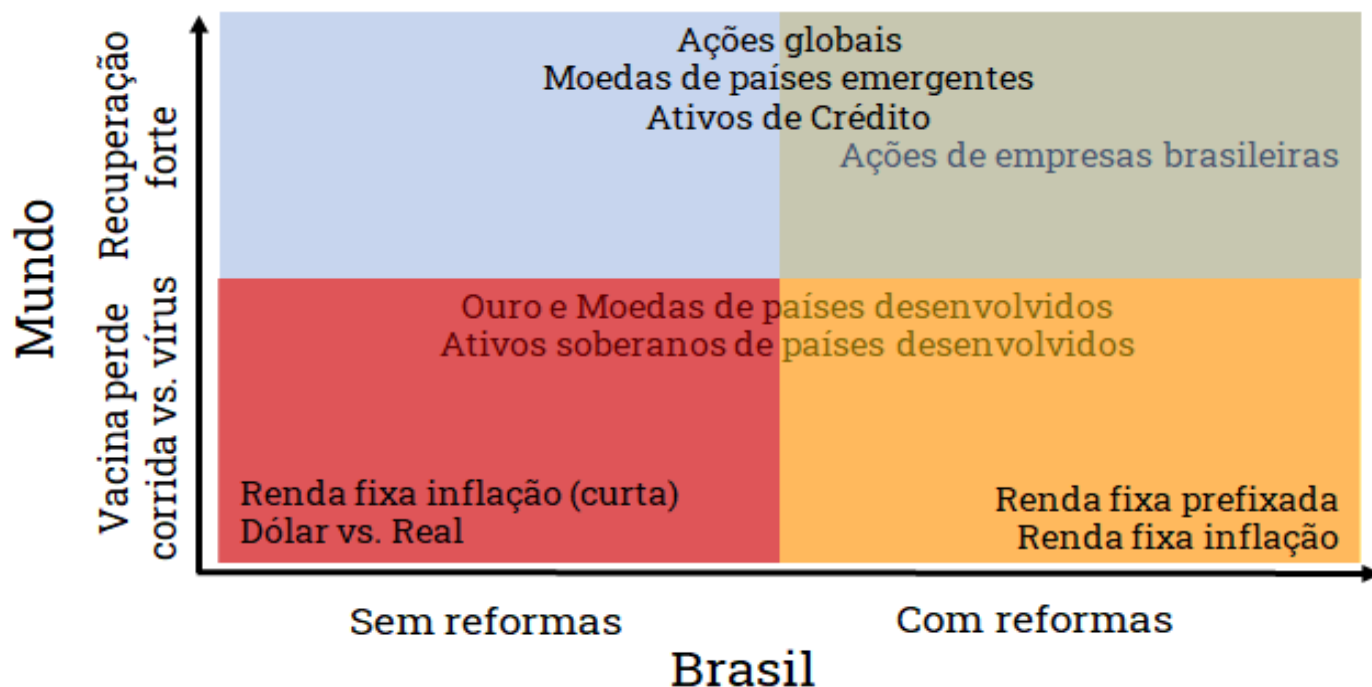 Mundo
Recuperação
forte
Vacina perde
corrida vs. vírus
Ações globais
Moedas de países emergentes
Ativos de Crédito
Ações de empresas brasileiras
Ouro e Moedas de países desenvolvidos
Ativos soberanos de países desenvolvidos
Renda fixa inflação (curta)
Dólar vs. Real
Renda fixa prefixada
Renda fixa inflação
Sem reformas
Com reformas
Brasil